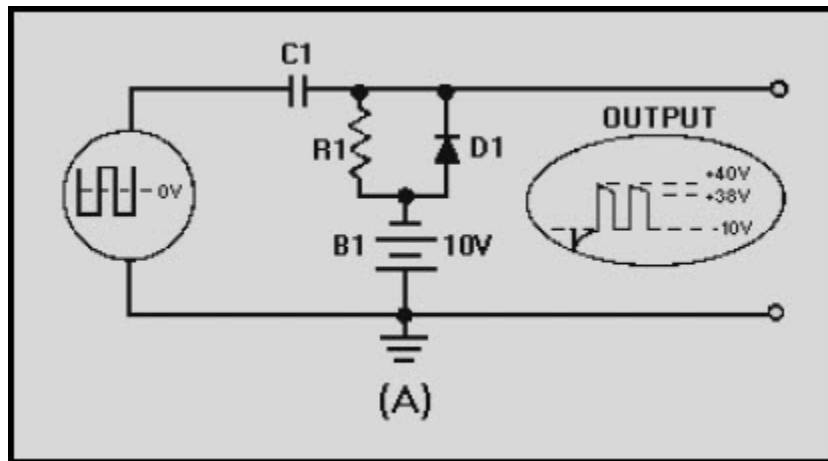 C1
OUTPUT
R1
D1
+40V
+38V
0V
-10V
B1
10V
(A)